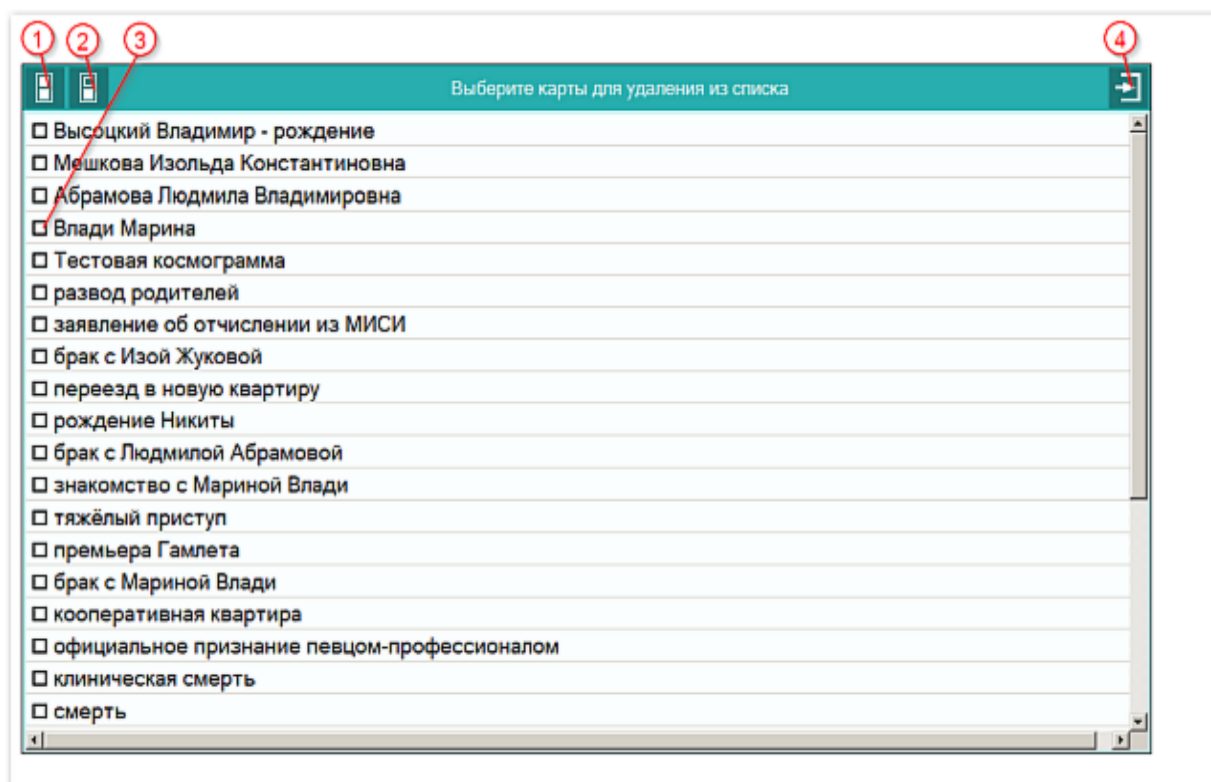 1 2 3 4
Выберите карты для удаления из списка
Высоцкий Владимир - рождение
Мешкова Изольда Константиновна
Абрамова Людмила Владимировна
Влади Марина
Тестовая космограмма
развод родителей
заявление об отчислении из МИСИ
брак с Изой Жуковой
переезд в новую квартиру
рождение Никиты
брак с Людмилой Абрамовой
знакомство с Мариной Влади
тяжёлый приступ
премьера Гамлета
брак с Мариной Влади
кооперативная квартира
официальное признание певцом-профессионалом
клиническая смерть
смерть